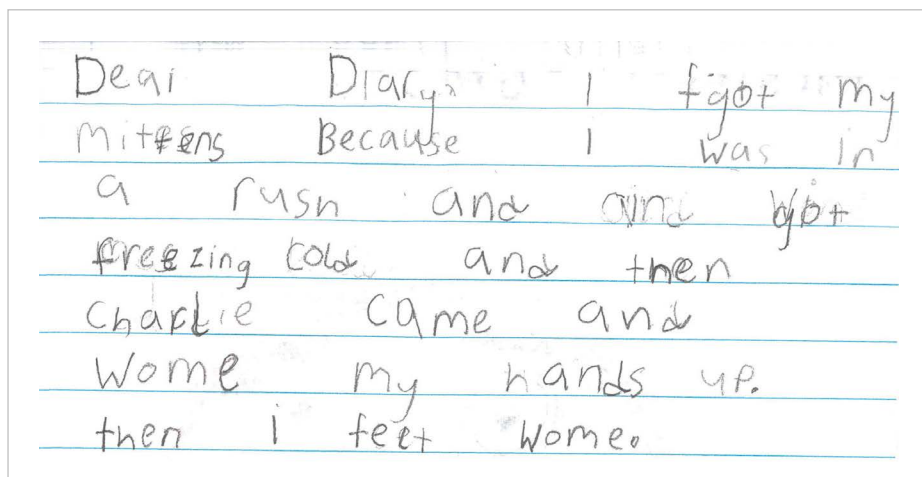 Dear Diary, I fgot my
mittens Because I was in
a rush and and got
freezing cold and then
Charlie came and
wome my hands up.
then i feet wome.